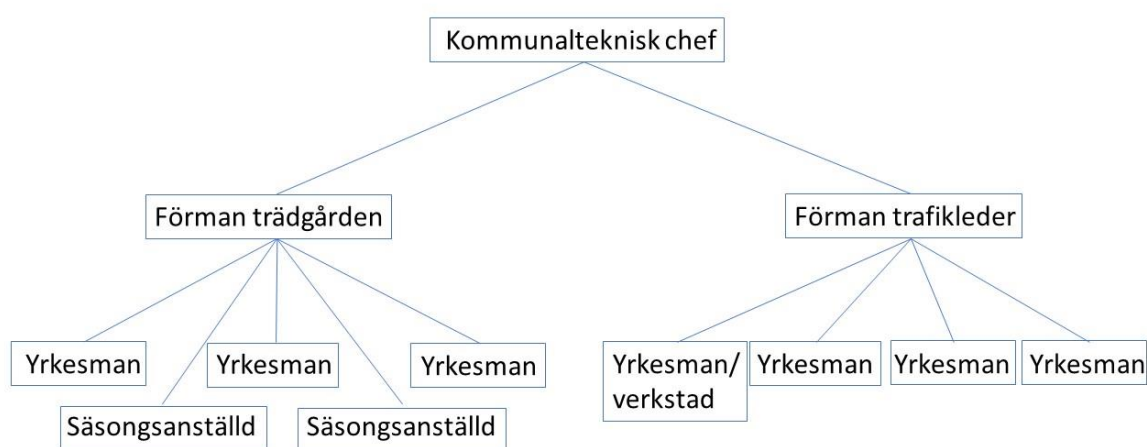 Kommunalteknisk chef
Förman trädgården
Förman trafikleder
Yrkesman
Yrkesman
Yrkesman
Säsongsanställd
Säsongsanställd
Yrkesman/
verkstad
Yrkesman
Yrkesman
Yrkesman